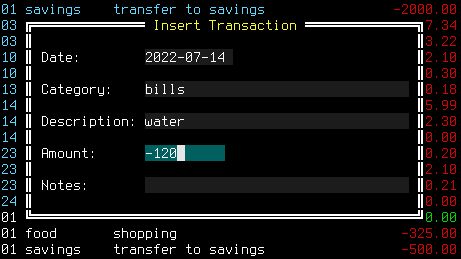 01 savings transfer to savings -2000.00
03 Insert Transaction 7.34
03 3.22
10 Date: 2022-07-14 2.10
10 0.30
13 Category: bills 0.18
14 5.99
14 Description: water 2.30
14 0.00
23 Amount: -120 0.20
23 2.10
23 Notes: 0.21
24 0.00
01 0.00
01 food shopping -325.00
01 savings transfer to savings -500.00